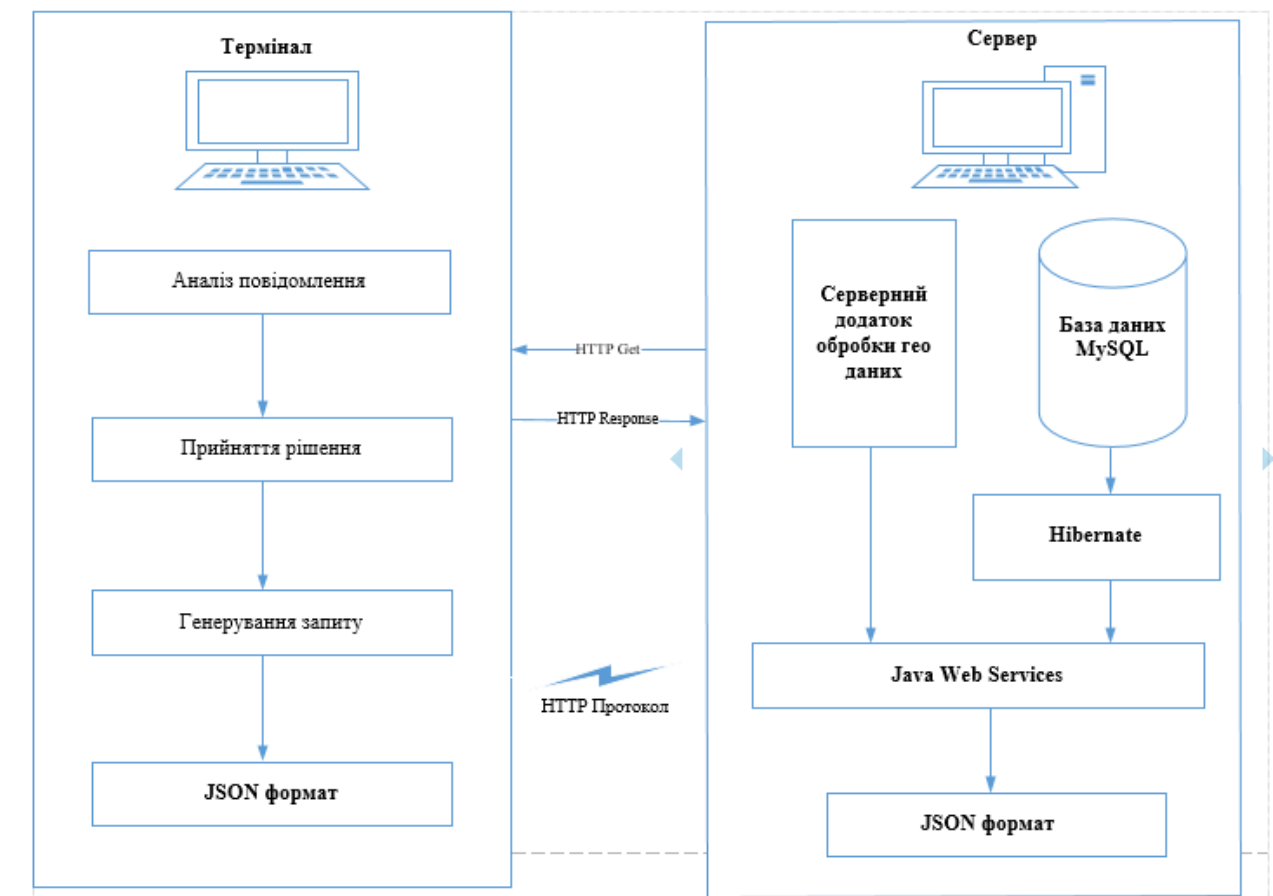 Термінал
Аналіз повідомлення
Прийняття рішення
Генерування запиту
JSON формат
HTTP Get
HTTP Response
HTTP Протокол
Сервер
Серверний
додаток
обробки гео
даних
База даних
MySQL
Hibernate
Java Web Services
JSON формат